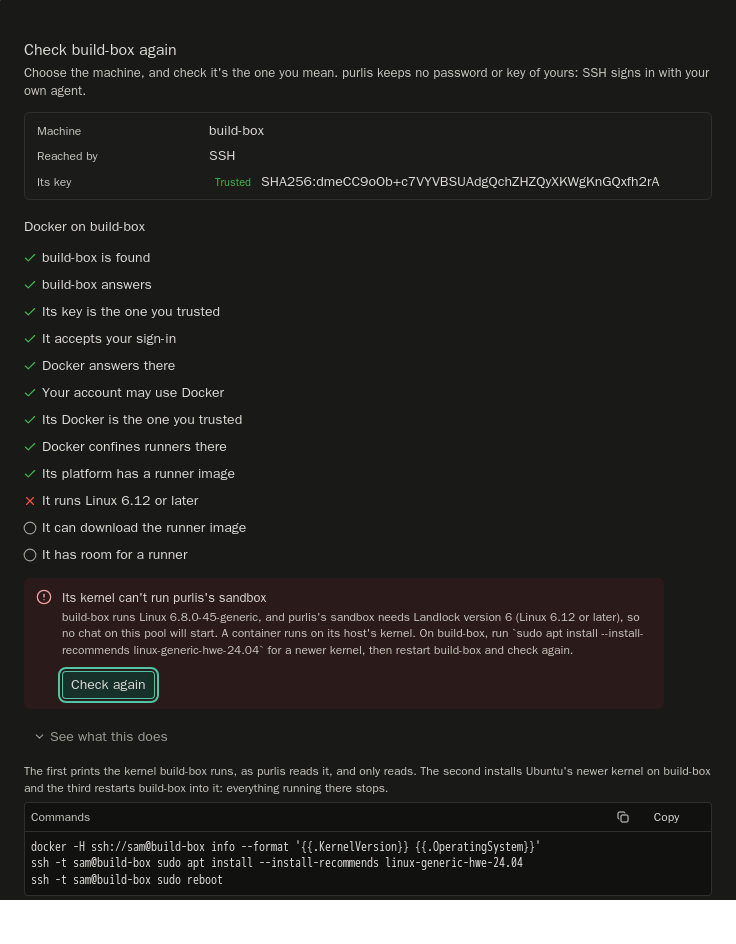 Check build-box again
Choose the machine, and check it's the one you mean. purlis keeps no password or key of yours: SSH signs in with your
own agent.
Machine build-box
Reached by SSH
Its key Trusted SHA256:dmeCC9oOb+c7VYVBSUAdgQchZHZQyXKWgKnGQxfh2rA
Docker on build-box
build-box is found
build-box answers
Its key is the one you trusted
It accepts your sign-in
Docker answers there
Your account may use Docker
Its Docker is the one you trusted
Docker confines runners there
Its platform has a runner image
It runs Linux 6.12 or later
It can download the runner image
It has room for a runner
Its kernel can't run purlis's sandbox
build-box runs Linux 6.8.0-45-generic, and purlis's sandbox needs Landlock version 6 (Linux 6.12 or later), so
no chat on this pool will start. A container runs on its host's kernel. On build-box, run `sudo apt install --install-
recommends linux-generic-hwe-24.04` for a newer kernel, then restart build-box and check again.
Check again
See what this does
The first prints the kernel build-box runs, as purlis reads it, and only reads. The second installs Ubuntu's newer kernel on build-box
and the third restarts build-box into it: everything running there stops.
Commands Copy
docker -H ssh://sam@build-box info --format '{{.KernelVersion}} {{.OperatingSystem}}'
ssh -t sam@build-box sudo apt install --install-recommends linux-generic-hwe-24.04
ssh -t sam@build-box sudo reboot